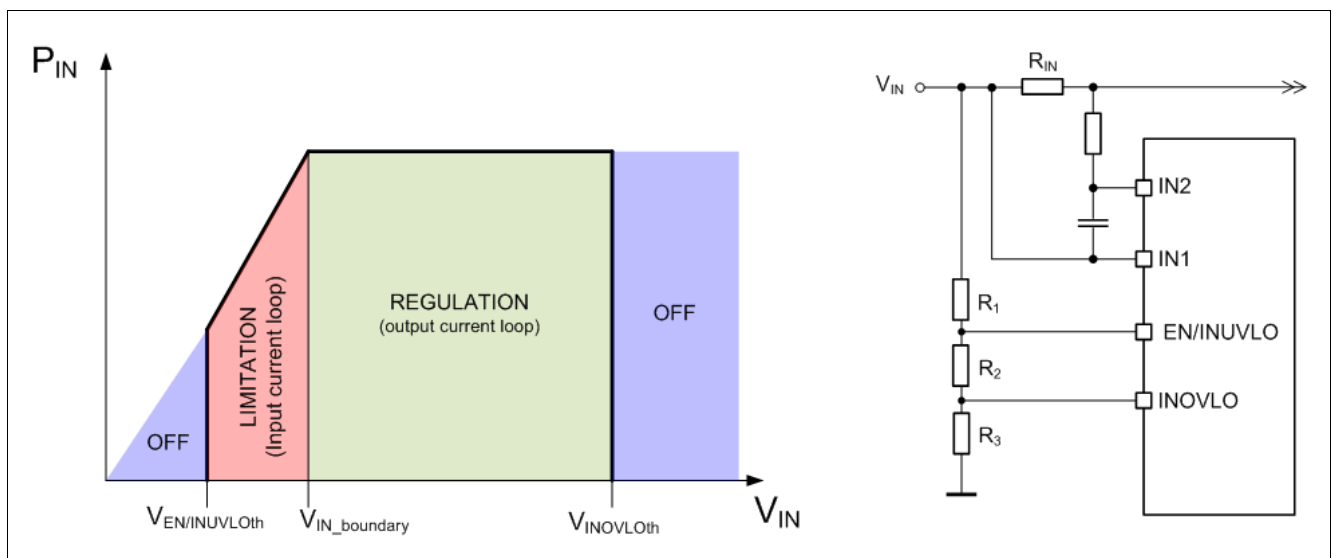 P_IN
LIMITATION
(Input current loop)
REGULATION
(output current loop)
OFF
OFF
V_EN/INUVLOth
V_IN_boundary
V_INOVLOth
V_IN
V_IN
R_IN
IN2
IN1
R_1
EN/INUVLO
R_2
INOVLO
R_3